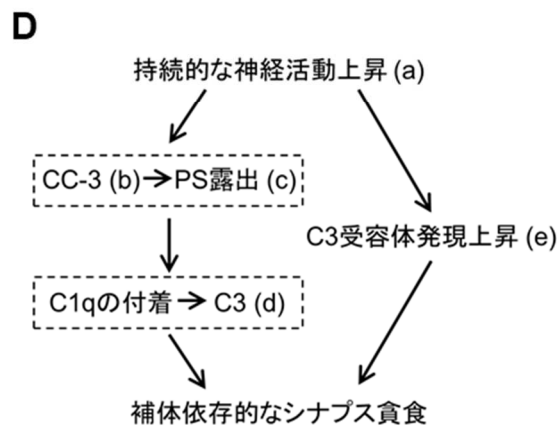 D
持続的な神経活動上昇 (a)
CC-3 (b)→PS露出 (c)
C3受容体発現上昇 (e)
C1qの付着→ C3 (d)
補体依存的なシナプス貪食